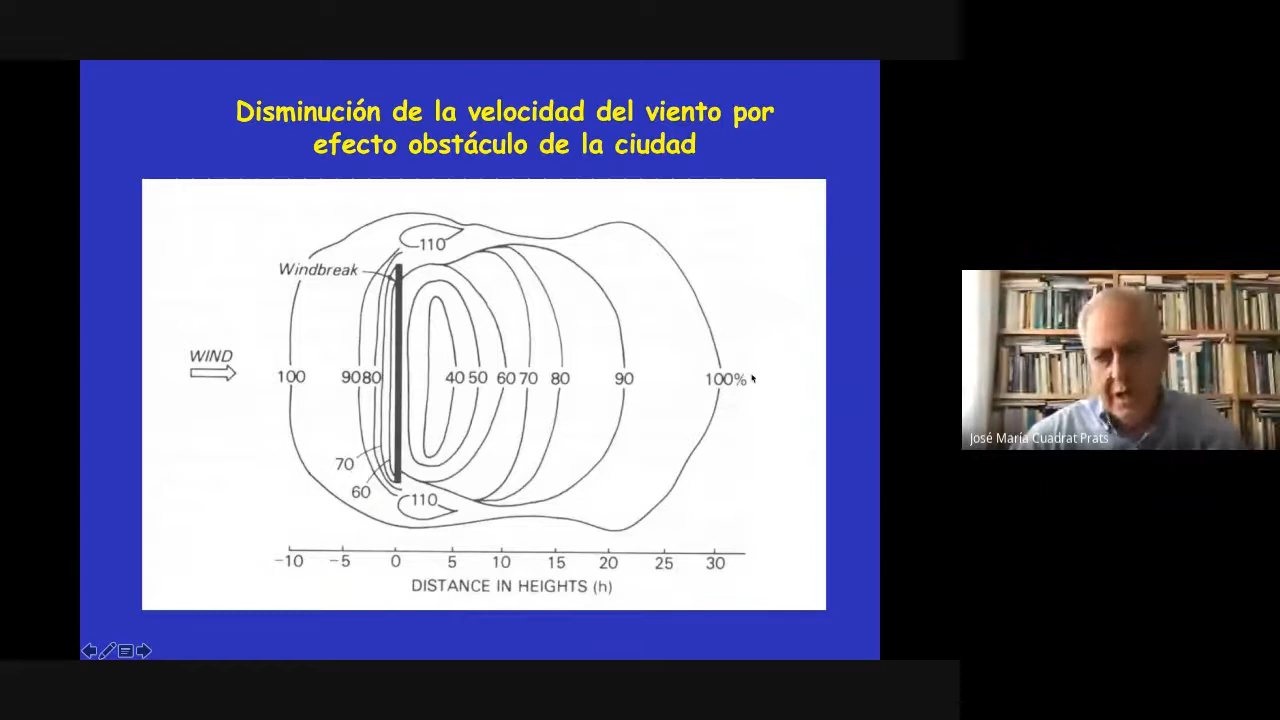 Disminución de la velocidad del viento por
efecto obstáculo de la ciudad
110
Windbreak
WIND
100 90 80 40 50 60 70 80 90 100%
70
60
110
-10 -5 0 5 10 15 20 25 30
DISTANCE IN HEIGHTS (h)
José María Cuadrat Prats